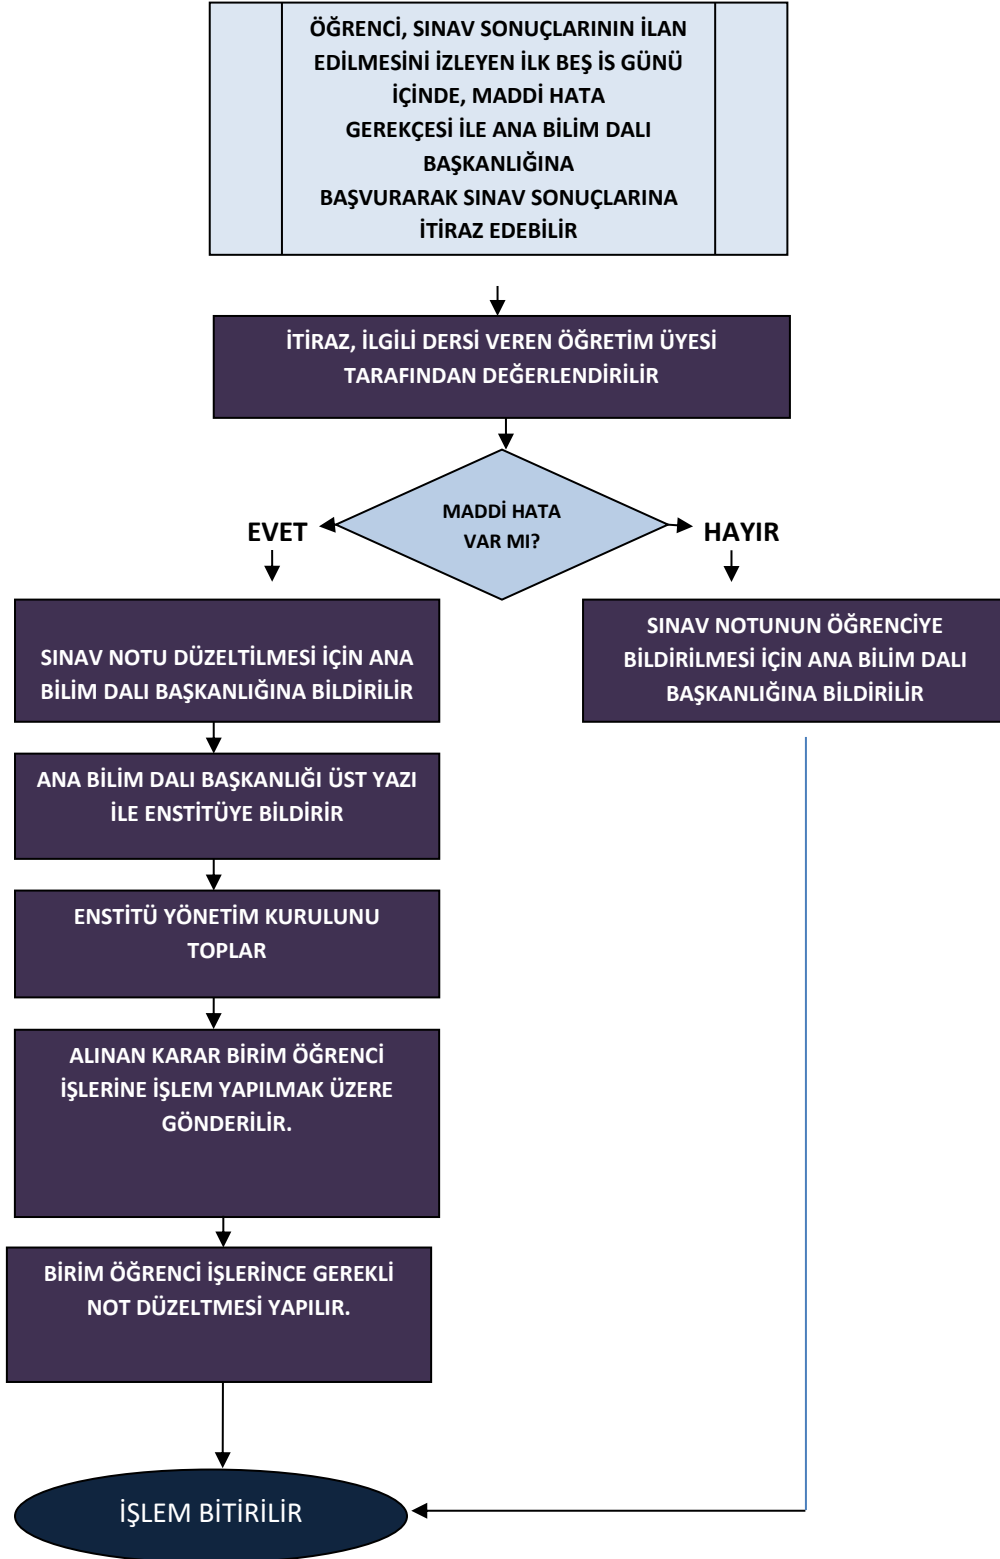 ÖĞRENCİ, SINAV SONUÇLARININ İLAN
EDİLMESİNİ İZLEYEN İLK BEŞ İS GÜNÜ
İÇİNDE, MADDİ HATA
GEREKÇESİ İLE ANA BİLİM DALI
BAŞKANLIĞINA
BAŞVURARAK SINAV SONUÇLARINA
İTİRAZ EDEBİLİR
İTİRAZ, İLGİLİ DERSİ VEREN ÖĞRETİM ÜYESİ
TARAFINDAN DEĞERLENDİRİLİR
MADDİ HATA
VAR MI?
EVET
HAYIR
SINAV NOTU DÜZELTİLMESİ İÇİN ANA
BİLİM DALI BAŞKANLIĞINA BİLDİRİLİR
SINAV NOTUNUN ÖĞRENCİYE
BİLDİRİLMESİ İÇİN ANA BİLİM DALI
BAŞKANLIĞINA BİLDİRİLİR
ANA BİLİM DALI BAŞKANLIĞI ÜST YAZI
İLE ENSTİTÜYE BİLDİRİR
ENSTİTÜ YÖNETİM KURULUNU
TOPLAR
ALINAN KARAR BİRİM ÖĞRENCİ
İŞLERİNE İŞLEM YAPILMAK ÜZERE
GÖNDERİLİR.
BİRİM ÖĞRENCİ İŞLERİNCE GEREKLİ
NOT DÜZELTMESİ YAPILIR.
İŞLEM BİTİRİLİR